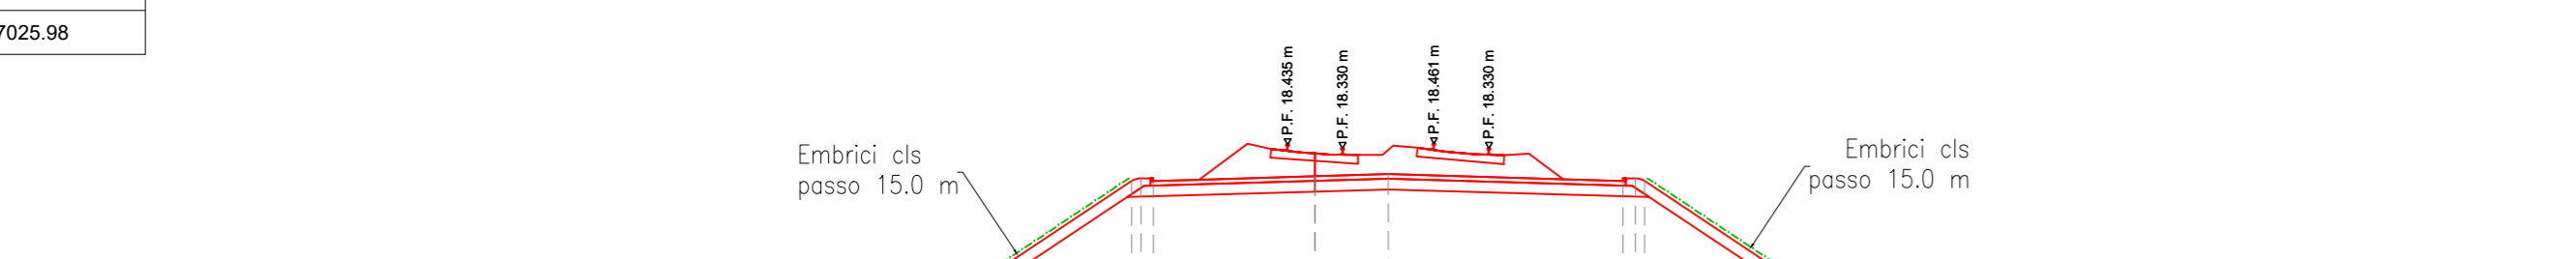 7025.98
P.F. 18.435 m
P.F. 18.330 m
P.F. 18.461 m
P.F. 18.330 m
Embrici cls
passo 15.0 m
Embrici cls
passo 15.0 m